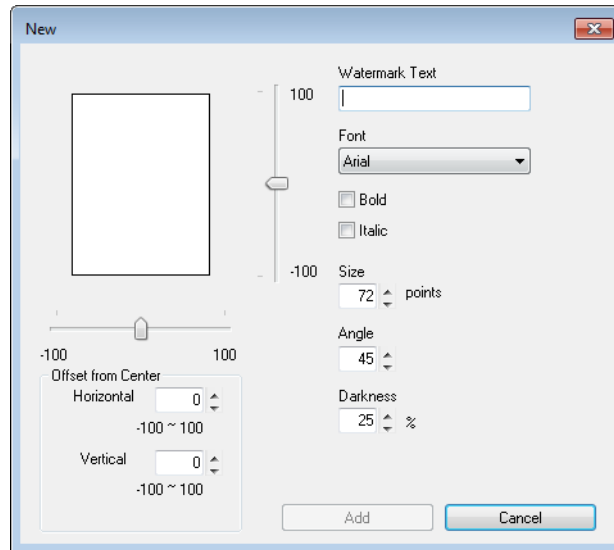 New
Watermark Text
100
-100
-100
100
Font
Arial
Bold
Italic
Size
72 points
Angle
45
Darkness
25 %
Offset from Center
Horizontal 0
-100 ~ 100
Vertical 0
-100 ~ 100
Add
Cancel